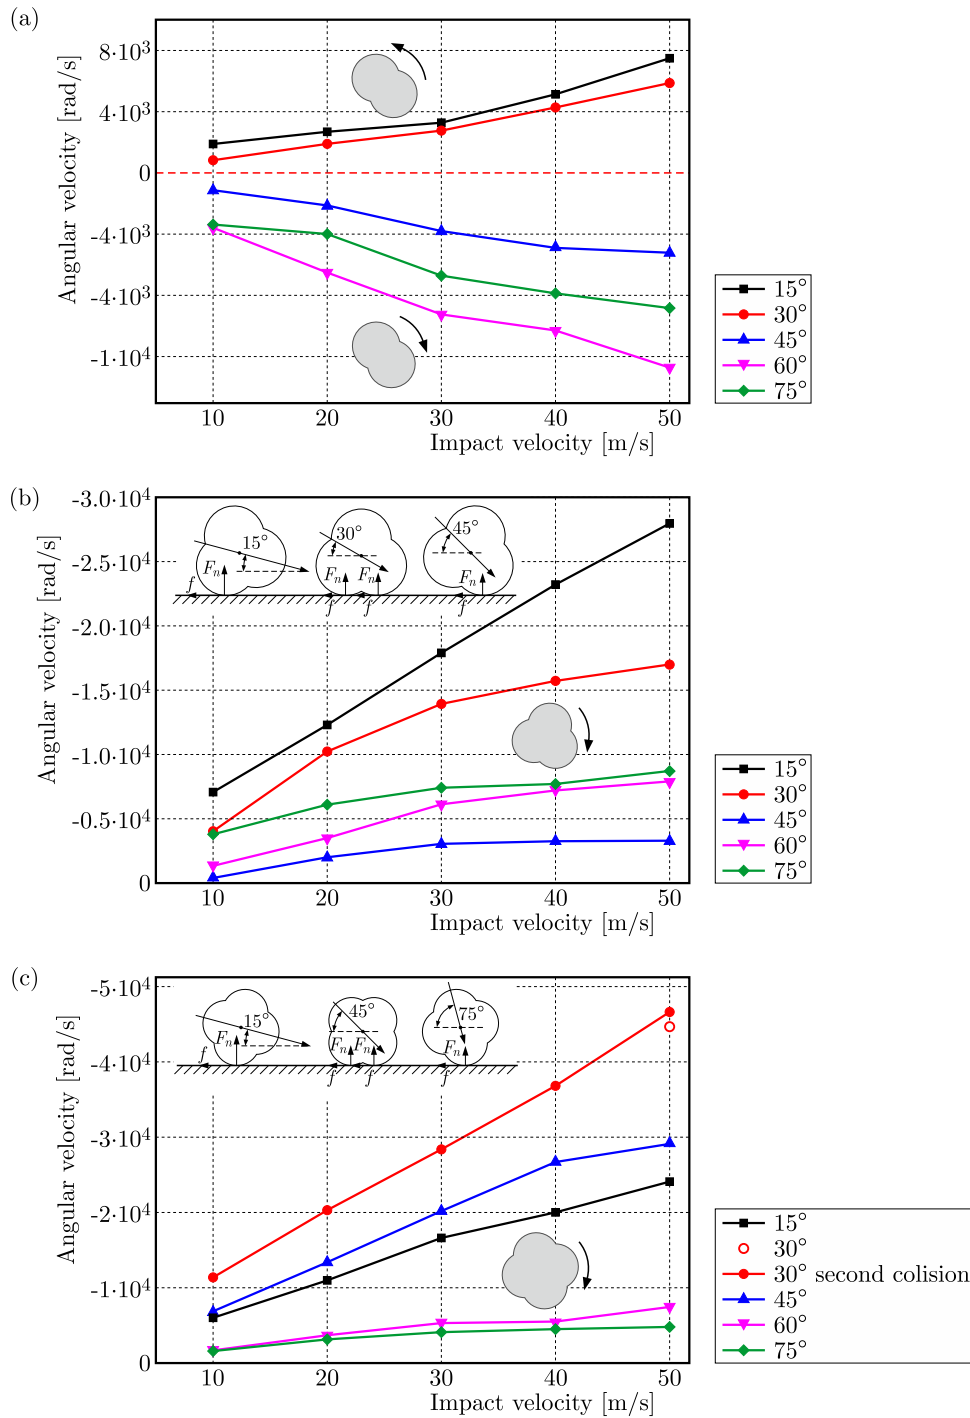 (a)
8·10³
4·10³
0
-4·10³
-4·10³
-1·10⁴
Angular velocity [rad/s]
10 20 30 40 50
Impact velocity [m/s]
15°
30°
45°
60°
75°
(b)
-3.0·10⁴
-2.5·10⁴
-2.0·10⁴
-1.5·10⁴
-1.0·10⁴
-0.5·10⁴
0
Angular velocity [rad/s]
15° 30° 45°
Fn Fn Fn Fn
f f f f
10 20 30 40 50
Impact velocity [m/s]
15°
30°
45°
60°
75°
(c)
-5·10⁴
-4·10⁴
-3·10⁴
-2·10⁴
-1·10⁴
0
Angular velocity [rad/s]
15° 45° 75°
Fn Fn Fn Fn
f f f f
10 20 30 40 50
Impact velocity [m/s]
15°
30°
30° second colision
45°
60°
75°